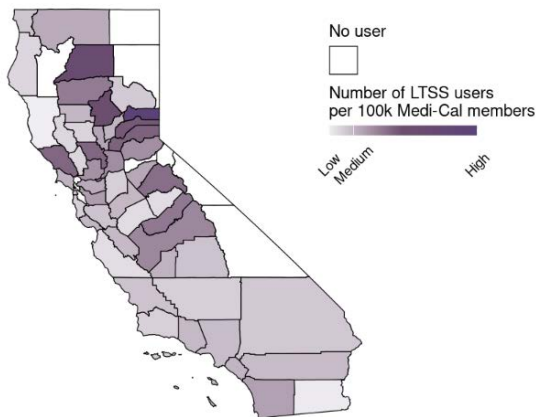 No user
Number of LTSS users
per 100k Medi-Cal members
Low
Medium
High